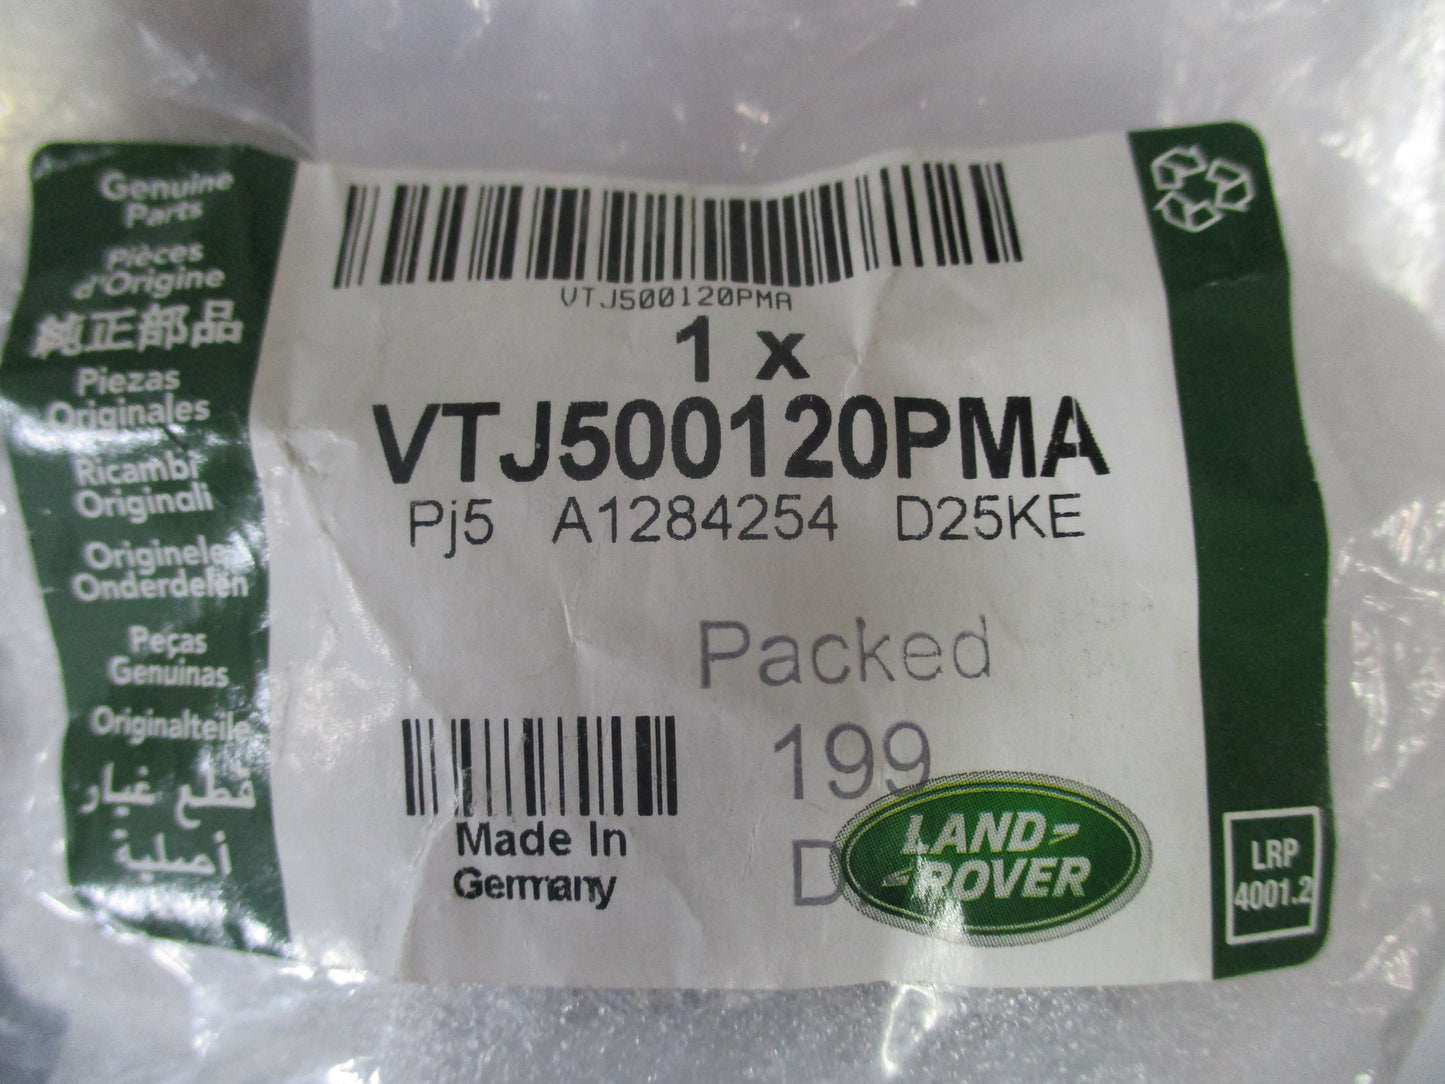 Genuine
Parts
Pièces
d'Origine
純正部品
Piezas
Originales
Ricambi
Originali
Originele
Onderdelen
Peças
Genuinas
Originalteile
قطع غيار
أصلية
VTJ500120PMA
1 x
VTJ500120PMA
Pj5 A1284254 D25KE
Packed
199
D
Made In
Germany
LAND-
-ROVER
LRP
4001.2